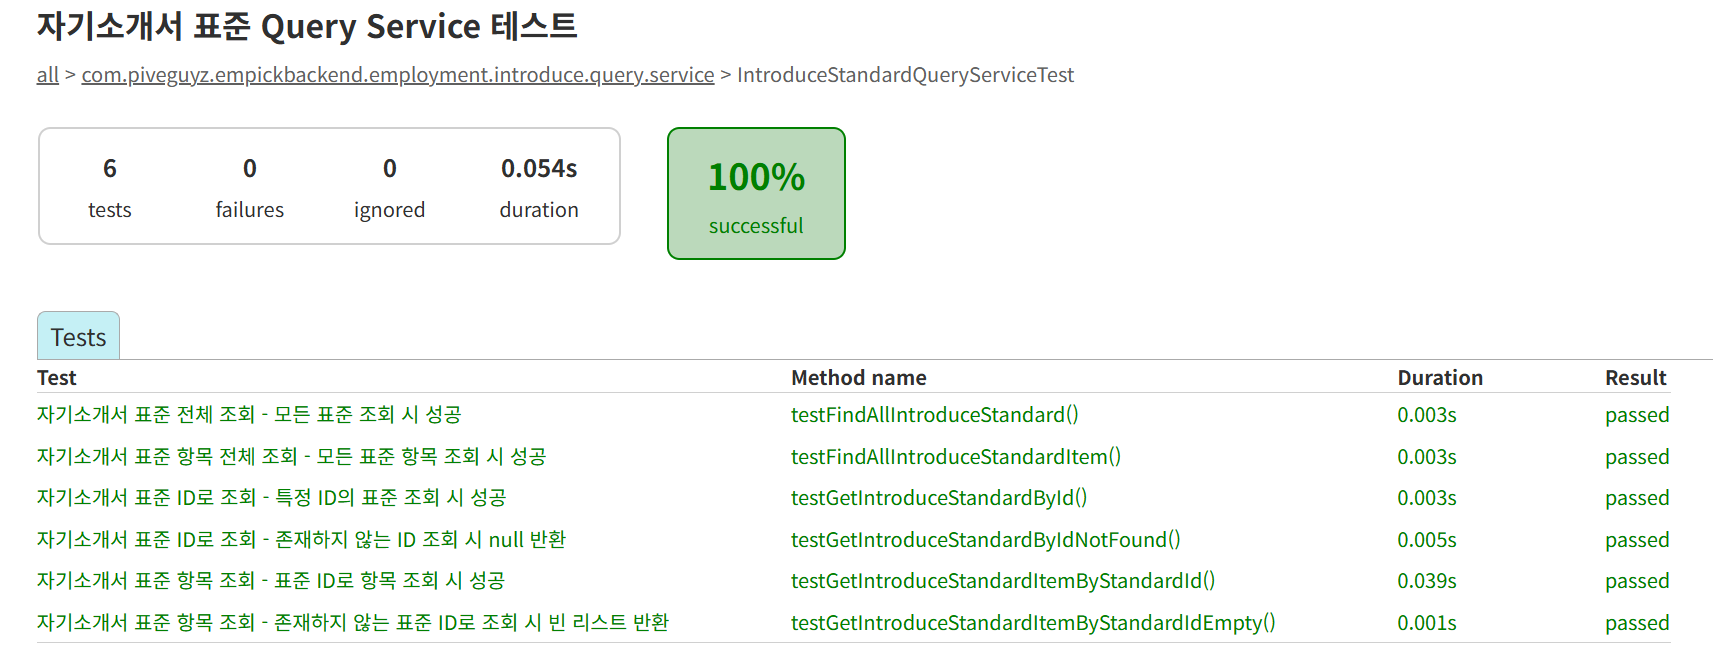 자기소개서 표준 Query Service 테스트
all > com.piveguyz.empickbackend.employment.introduce.query.service > IntroduceStandardQueryServiceTest
6 0 0 0.054s
tests failures ignored duration
100%
successful
Tests
Test Method name Duration Result
자기소개서 표준 전체 조회 - 모든 표준 조회 시 성공 testFindAllIntroduceStandard() 0.003s passed
자기소개서 표준 항목 전체 조회 - 모든 표준 항목 조회 시 성공 testFindAllIntroduceStandardItem() 0.003s passed
자기소개서 표준 ID로 조회 - 특정 ID의 표준 조회 시 성공 testGetIntroduceStandardById() 0.003s passed
자기소개서 표준 ID로 조회 - 존재하지 않는 ID 조회 시 null 반환 testGetIntroduceStandardByIdNotFound() 0.005s passed
자기소개서 표준 항목 조회 - 표준 ID로 항목 조회 시 성공 testGetIntroduceStandardItemByStandardId() 0.039s passed
자기소개서 표준 항목 조회 - 존재하지 않는 표준 ID로 조회 시 빈 리스트 반환 testGetIntroduceStandardItemByStandardIdEmpty() 0.001s passed